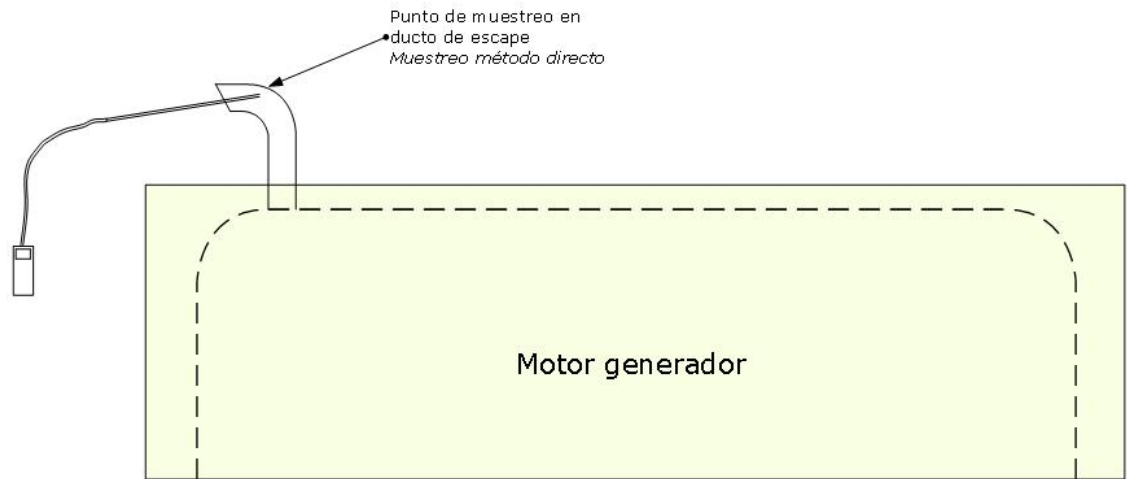 Punto de muestreo en
ducto de escape
Muestreo método directo
Motor generador